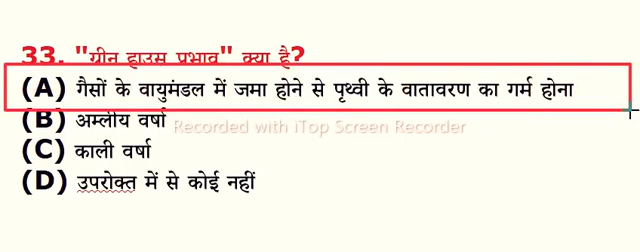 33. "ग्रीन हाउस प्रभाव" क्या है?
(A) गैसों के वायुमंडल में जमा होने से पृथ्वी के वातावरण का गर्म होना
(B) अम्लीय वर्षा
Recorded with iTop Screen Recorder
(C) काली वर्षा
(D) उपरोक्त में से कोई नहीं